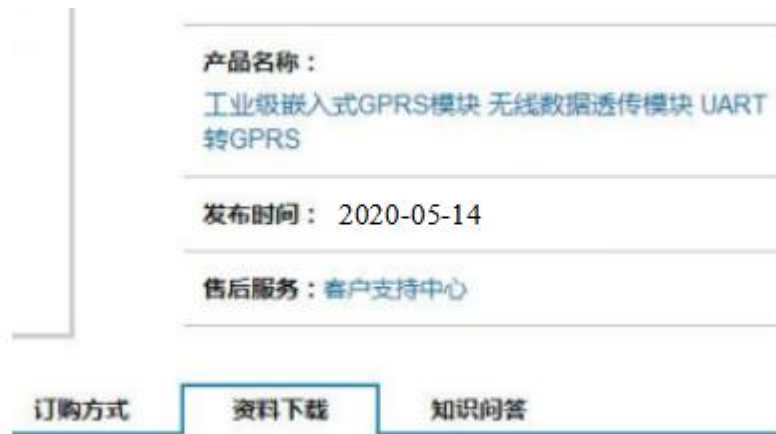 产品名称：
工业级嵌入式GPRS模块 无线数据透传模块 UART
转GPRS
发布时间： 2020-05-14
售后服务：客户支持中心
订购方式 资料下载 知识问答